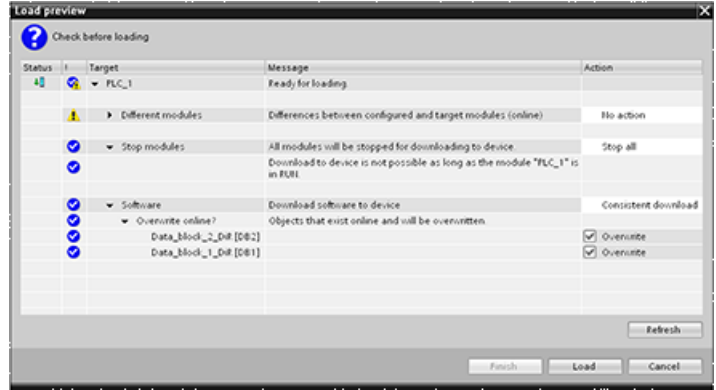 Load preview
Check before loading
Status ! Target Message Action
PLC_1 Ready for loading.
Different modules Differences between configured and target modules (online) No action
Stop modules All modules will be stopped for downloading to device. Stop all
Download to device is not possible as long as the module "PLC_1" is
in RUN.
Software Download software to device Consistent download
Overwrite online? Objects that exist online and will be overwritten.
Data_block_2_DiE [DB2] Overwrite
Data_block_1_DiE [DB1] Overwrite
Refresh
Finish Load Cancel